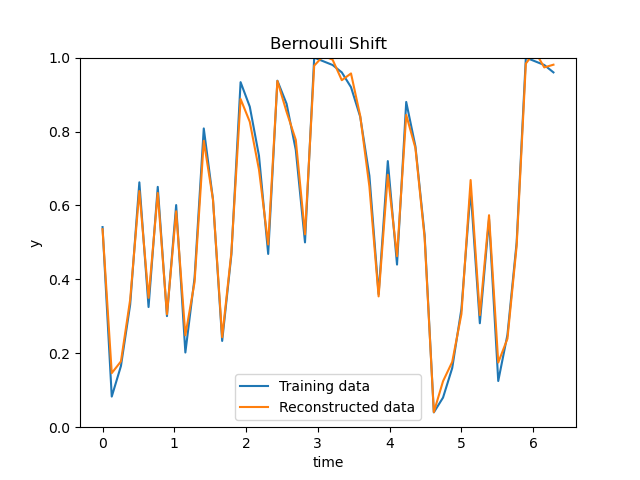 Bernoulli Shift
1.0
0.8
0.6
0.4
0.2
0.0
y
Training data
Reconstructed data
0 1 2 3 4 5 6
time